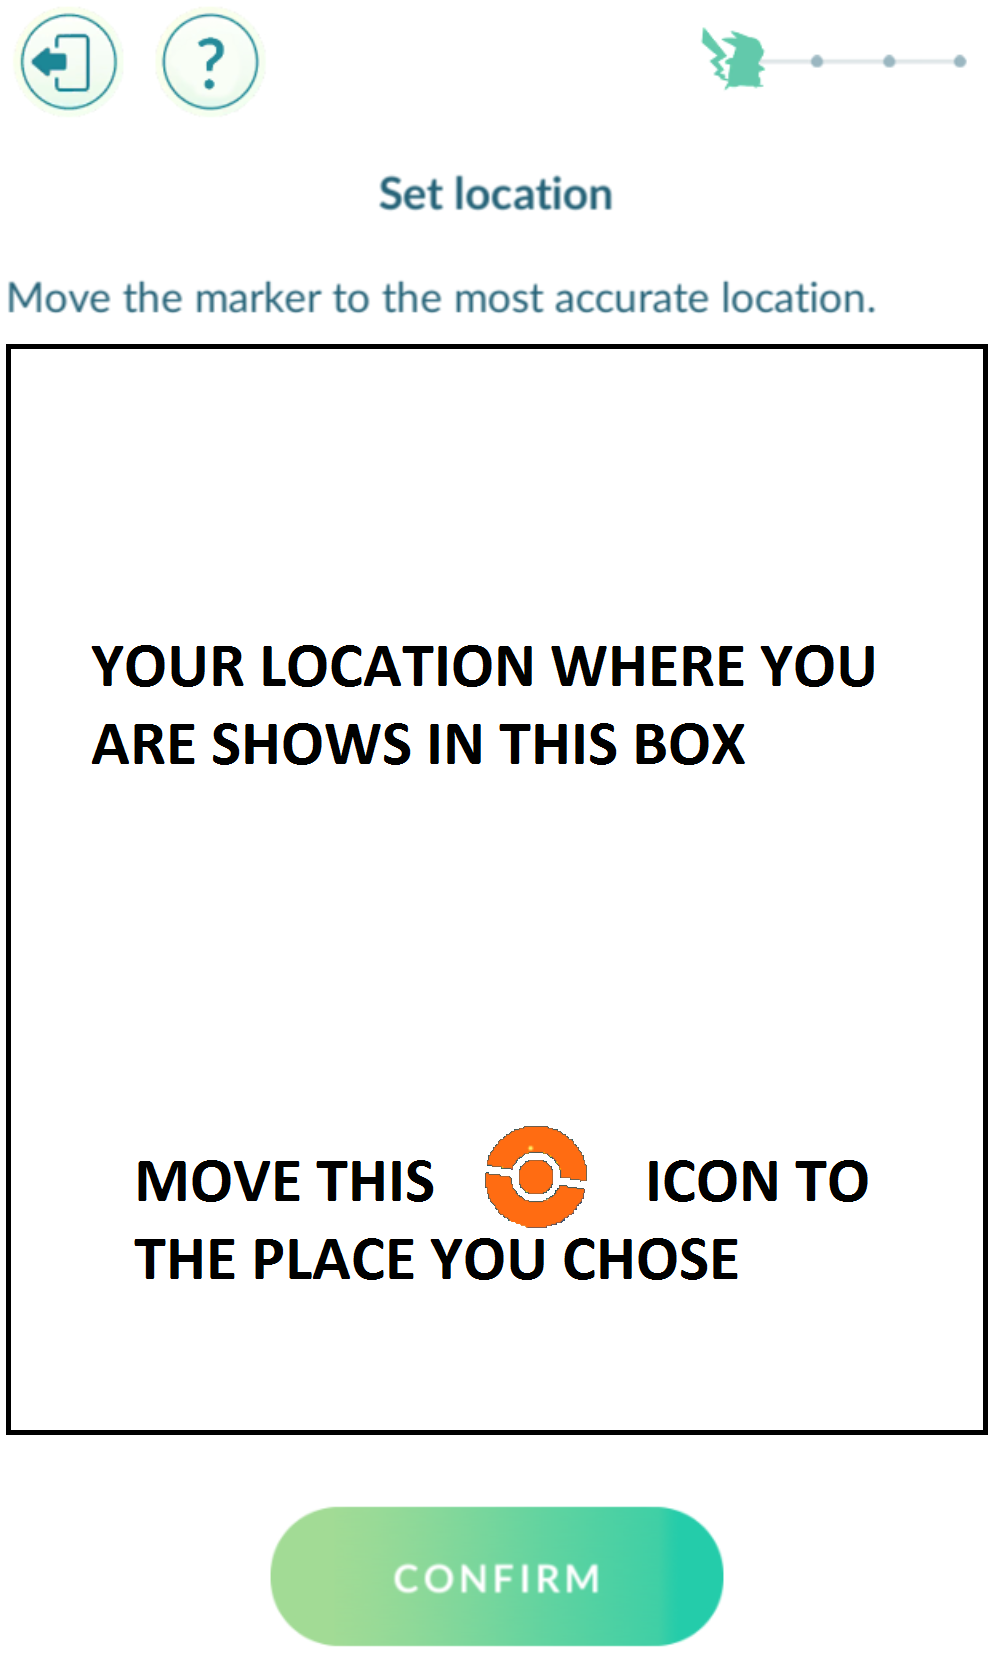 ?
Set location
Move the marker to the most accurate location.
YOUR LOCATION WHERE YOU
ARE SHOWS IN THIS BOX
MOVE THIS ICON TO
THE PLACE YOU CHOSE
CONFIRM